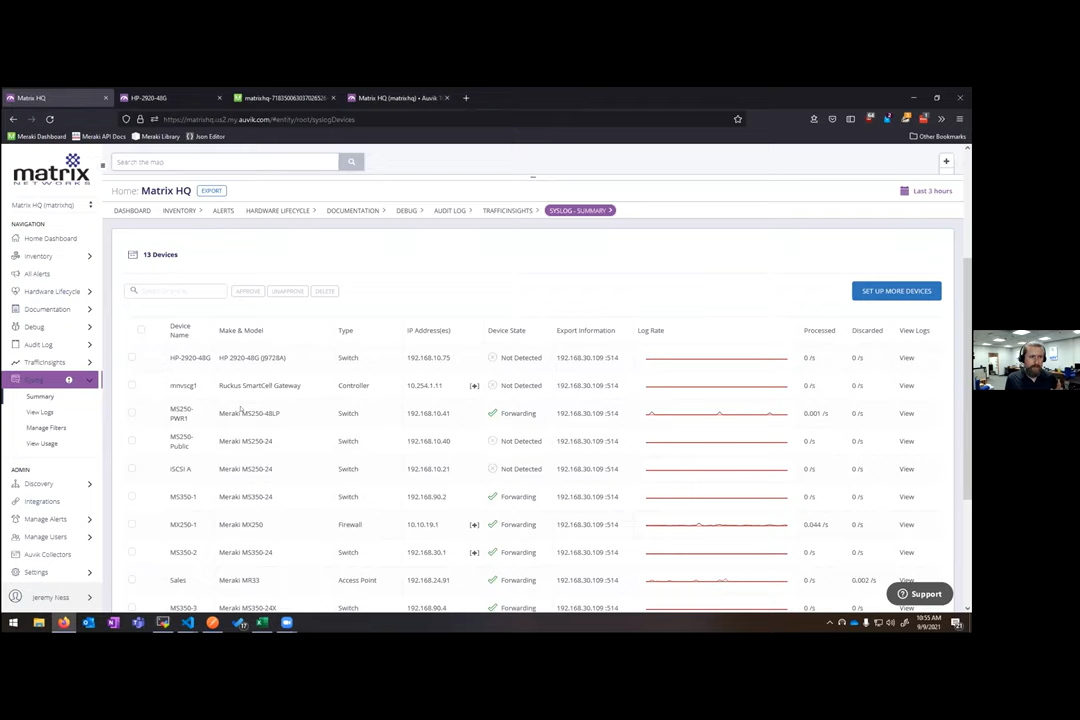 Matrix HQ
HP-2920-48G
matrixhq-7183500630370265
Matrix HQ (matrixhq) • Auvik
https://matrixhq.us2.my.auvik.com/#entity/root/syslogDevices
Meraki Dashboard
Meraki API Docs
Meraki Library
Json Editor
Other Bookmarks
matrix
NETWORKS
Search the map
Home: Matrix HQ
EXPORT
Last 3 hours
Matrix HQ (matrixhq)
DASHBOARD
INVENTORY
ALERTS
HARDWARE LIFECYCLE
DOCUMENTATION
DEBUG
AUDIT LOG
TRAFFICINSIGHTS
SYSLOG - SUMMARY
NAVIGATION
Home Dashboard
Inventory
All Alerts
Hardware Lifecycle
Documentation
Debug
Audit Log
TrafficInsights
Summary
View Logs
Manage Filters
View Usage
ADMIN
Discovery
Integrations
Manage Alerts
Manage Users
Auvik Collectors
Settings
Jeremy Ness
13 Devices
APPROVE
UNAPPROVE
DELETE
SET UP MORE DEVICES
Device Name
Make & Model
Type
IP Address(es)
Device State
Export Information
Log Rate
Processed
Discarded
View Logs
HP-2920-48G HP 2920-48G (J9728A) Switch 192.168.10.75 Not Detected 192.168.30.109 :514 0 /s 0 /s View
mnvscg1 Ruckus SmartCell Gateway Controller 10.254.1.11 [+] Not Detected 192.168.30.109 :514 0 /s 0 /s View
MS250-PWR1 Meraki MS250-48LP Switch 192.168.10.41 Forwarding 192.168.30.109 :514 0.001 /s 0 /s View
MS250-Public Meraki MS250-24 Switch 192.168.10.40 Not Detected 192.168.30.109 :514 0 /s 0 /s View
iSCSI A Meraki MS250-24 Switch 192.168.10.21 Not Detected 192.168.30.109 :514 0 /s 0 /s View
MS350-1 Meraki MS350-24 Switch 192.168.90.2 Forwarding 192.168.30.109 :514 0 /s 0 /s View
MX250-1 Meraki MX250 Firewall 10.10.19.1 [+] Forwarding 192.168.30.109 :514 0.044 /s 0 /s View
MS350-2 Meraki MS350-24 Switch 192.168.30.1 [+] Forwarding 192.168.30.109 :514 0 /s 0 /s View
Sales Meraki MR33 Access Point 192.168.24.91 Forwarding 192.168.30.109 :514 0 /s 0.002 /s View
MS350-3 Meraki MS350-24X Switch 192.168.90.4 Forwarding 192.168.30.109 :514 0 /s 0 /s View
Support
10:55 AM
9/9/2021